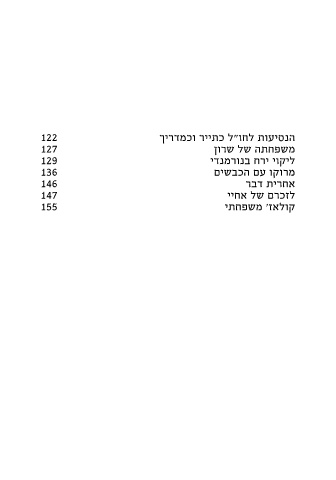 הנסיעות לחו״ל כתייר וכמדריך 122
משפחתה של שרון 127
ליקוי ירח בנורמנדי 129
מרוקו עם הכבשים 136
אחרית דבר 146
לזכרם של אחיי 147
קולאז׳ משפחתי 155